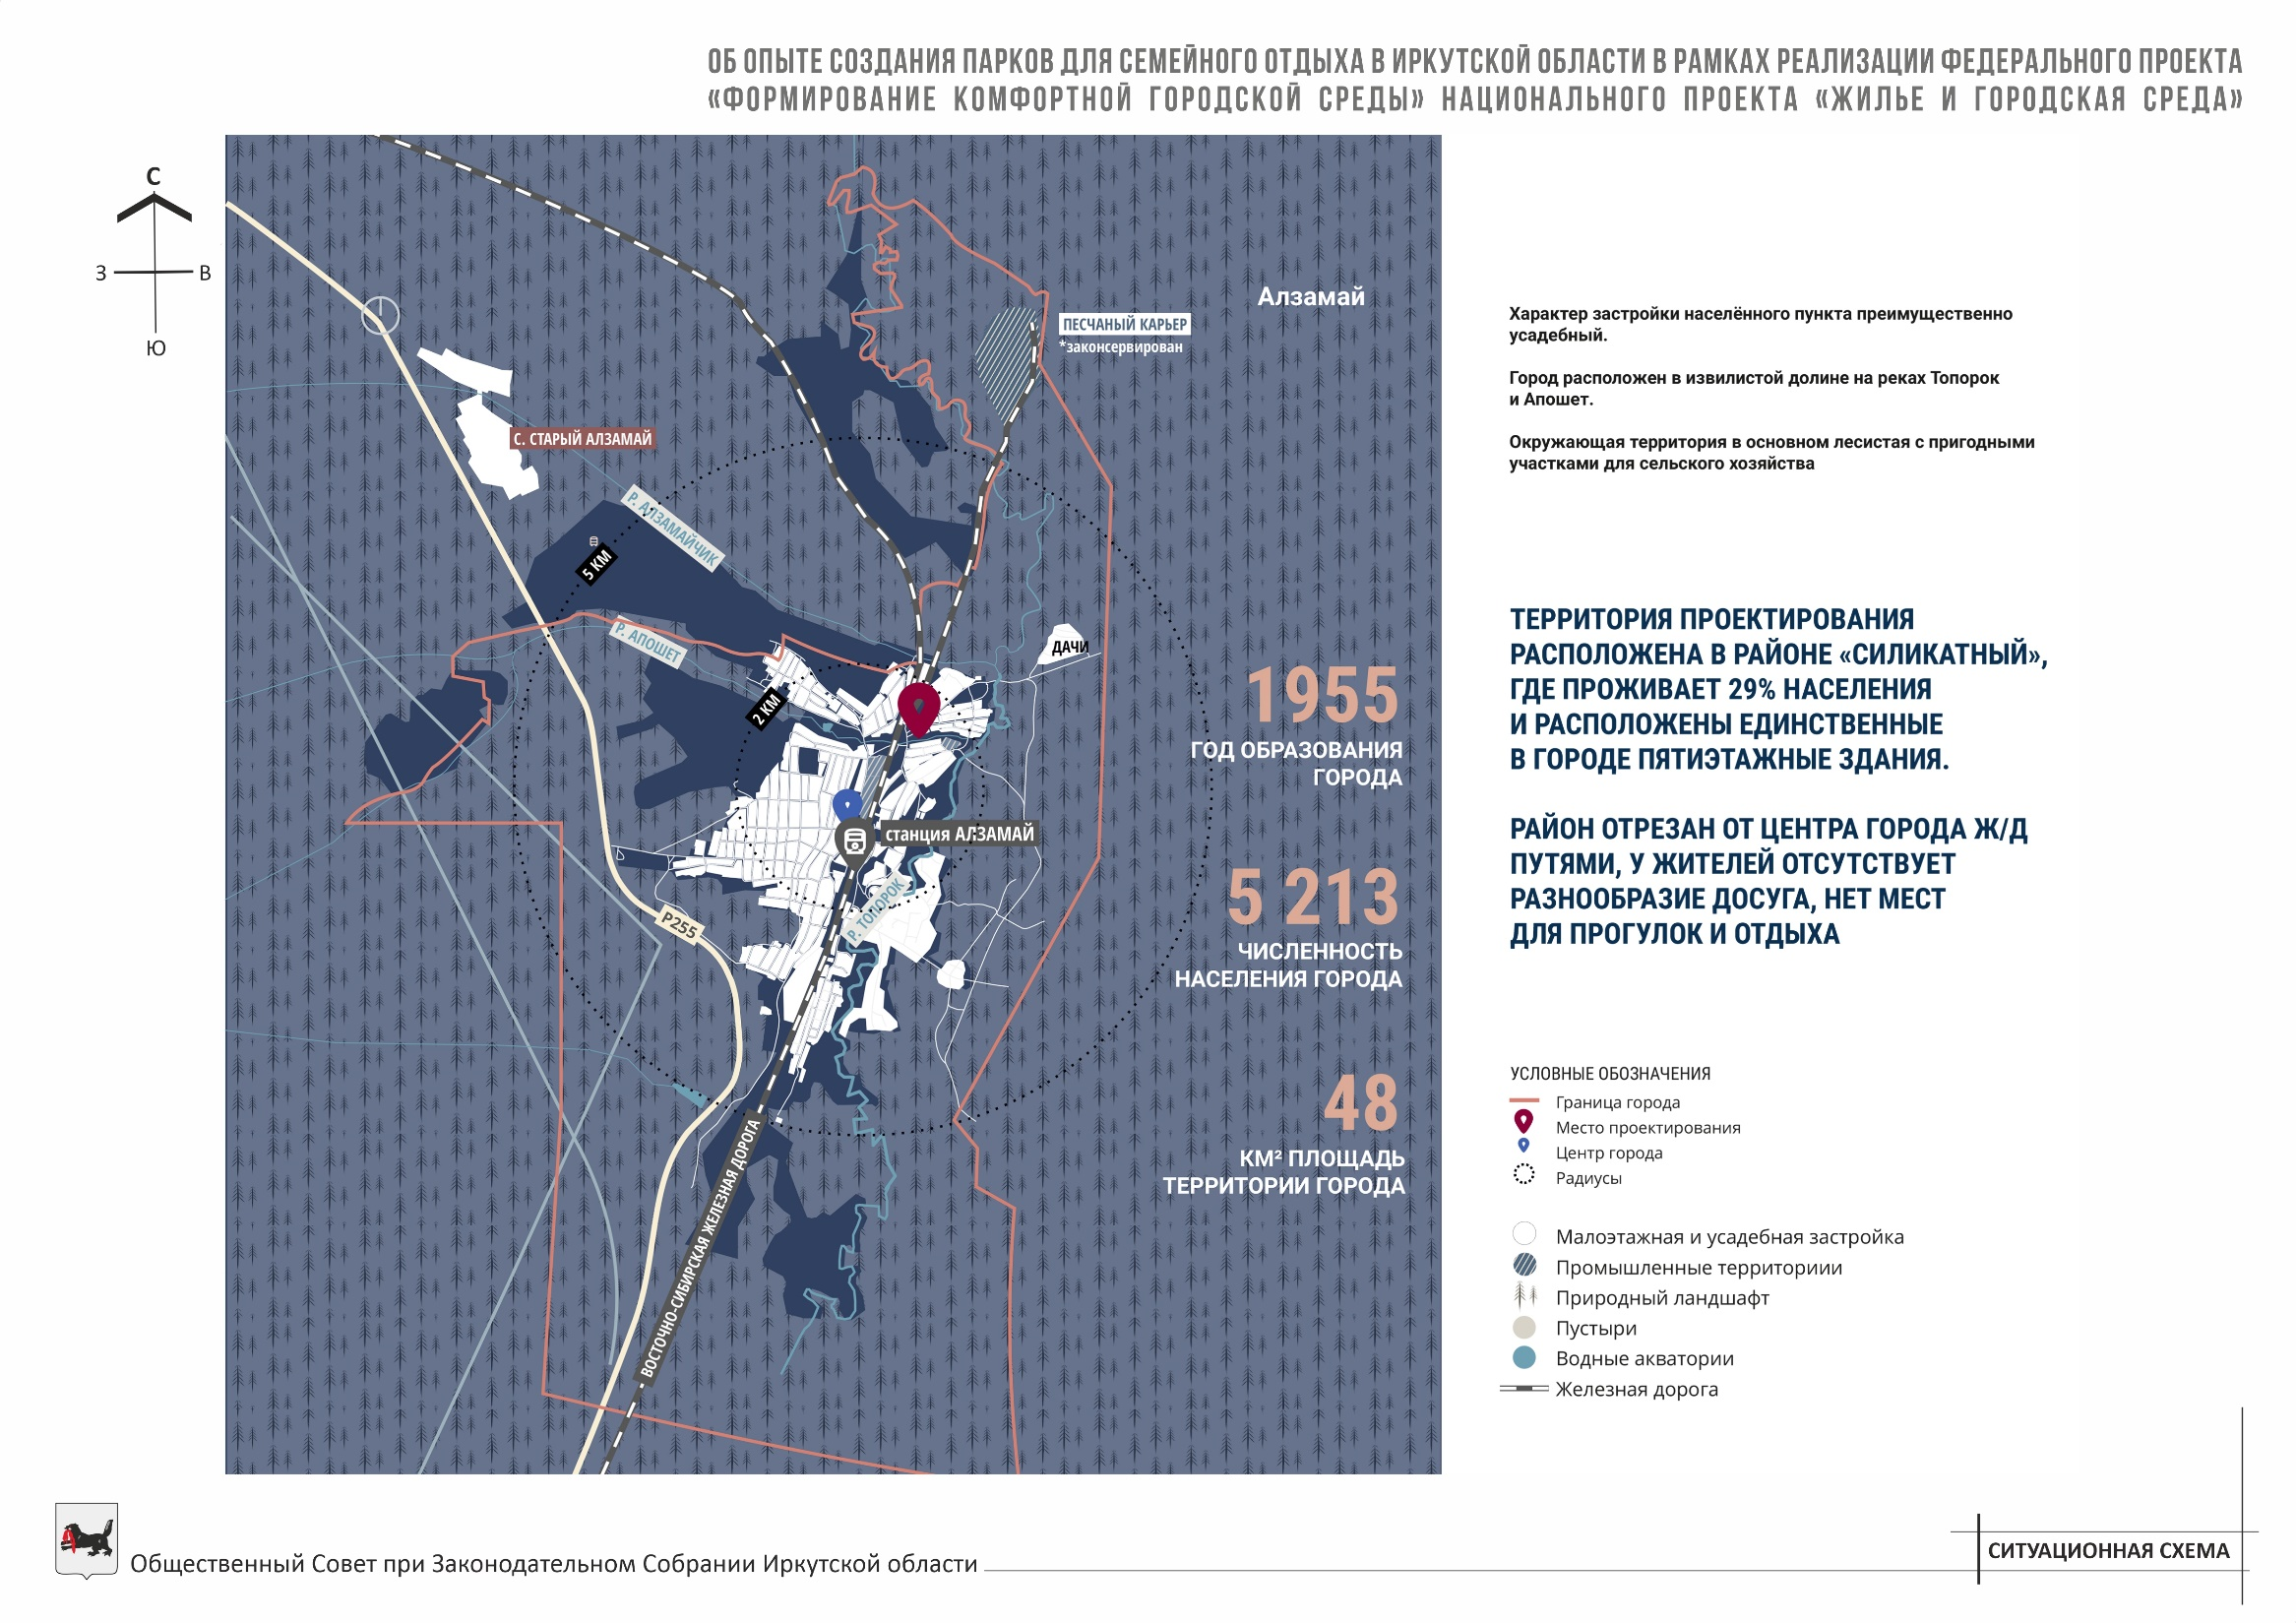 ОБ ОПЫТЕ СОЗДАНИЯ ПАРКОВ ДЛЯ СЕМЕЙНОГО ОТДЫХА В ИРКУТСКОЙ ОБЛАСТИ В РАМКАХ РЕАЛИЗАЦИИ ФЕДЕРАЛЬНОГО ПРОЕКТА
«ФОРМИРОВАНИЕ КОМФОРТНОЙ ГОРОДСКОЙ СРЕДЫ» НАЦИОНАЛЬНОГО ПРОЕКТА «ЖИЛЬЕ И ГОРОДСКАЯ СРЕДА»
С
З
В
Ю
Алзамай
ПЕСЧАНЫЙ КАРЬЕР
*законсервирован
С. СТАРЫЙ АЛЗАМАЙ
Р. АЛЗАМАЙЧИК
5 КМ
Р. АПОШЕТ
ДАЧИ
2 КМ
станция АЛЗАМАЙ
Р. ТОПОРОК
Р255
ВОСТОЧНО-СИБИРСКАЯ ЖЕЛЕЗНАЯ ДОРОГА
1955
ГОД ОБРАЗОВАНИЯ
ГОРОДА
5 213
ЧИСЛЕННОСТЬ
НАСЕЛЕНИЯ ГОРОДА
48
КМ² ПЛОЩАДЬ
ТЕРРИТОРИИ ГОРОДА
Характер застройки населённого пункта преимущественно
усадебный.
Город расположен в извилистой долине на реках Топорок
и Апошет.
Окружающая территория в основном лесистая с пригодными
участками для сельского хозяйства
ТЕРРИТОРИЯ ПРОЕКТИРОВАНИЯ
РАСПОЛОЖЕНА В РАЙОНЕ «СИЛИКАТНЫЙ»,
ГДЕ ПРОЖИВАЕТ 29% НАСЕЛЕНИЯ
И РАСПОЛОЖЕНЫ ЕДИНСТВЕННЫЕ
В ГОРОДЕ ПЯТИЭТАЖНЫЕ ЗДАНИЯ.
РАЙОН ОТРЕЗАН ОТ ЦЕНТРА ГОРОДА Ж/Д
ПУТЯМИ, У ЖИТЕЛЕЙ ОТСУТСТВУЕТ
РАЗНООБРАЗИЕ ДОСУГА, НЕТ МЕСТ
ДЛЯ ПРОГУЛОК И ОТДЫХА
УСЛОВНЫЕ ОБОЗНАЧЕНИЯ
Граница города
Место проектирования
Центр города
Радиусы
Малоэтажная и усадебная застройка
Промышленные территориии
Природный ландшафт
Пустыри
Водные акватории
Железная дорога
Общественный Совет при Законодательном Собрании Иркутской области
СИТУАЦИОННАЯ СХЕМА